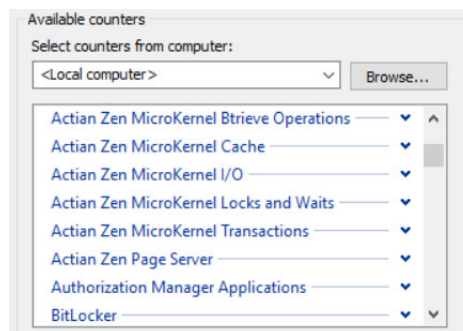 Available counters
Select counters from computer:
<Local computer> Browse...
Actian Zen MicroKernel Btrieve Operations
Actian Zen MicroKernel Cache
Actian Zen MicroKernel I/O
Actian Zen MicroKernel Locks and Waits
Actian Zen MicroKernel Transactions
Actian Zen Page Server
Authorization Manager Applications
BitLocker